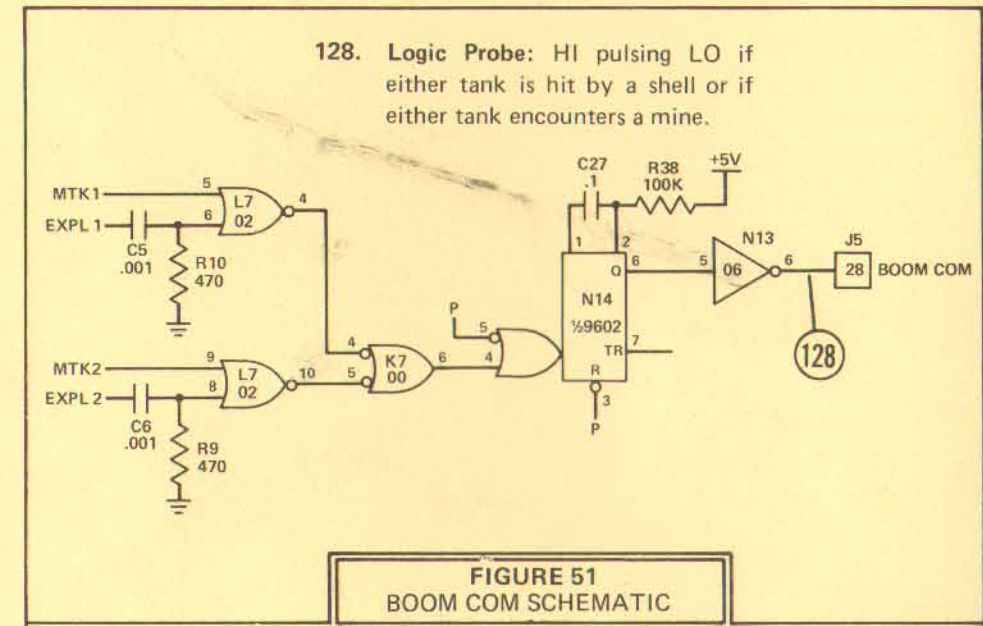 128. Logic Probe: HI pulsing LO if
either tank is hit by a shell or if
either tank encounters a mine.
C27
.1
R38
100K
+5V
MTK1
5
L7
02
4
EXPL 1
6
C5
.001
R10
470
1
2
N13
J5
Q
6
5
06
6
28
BOOM COM
N14
½9602
P
5
4
TR
7
128
4
K7
00
6
5
R
3
P
MTK2
9
L7
02
10
EXPL 2
8
C6
.001
R9
470
FIGURE 51
BOOM COM SCHEMATIC